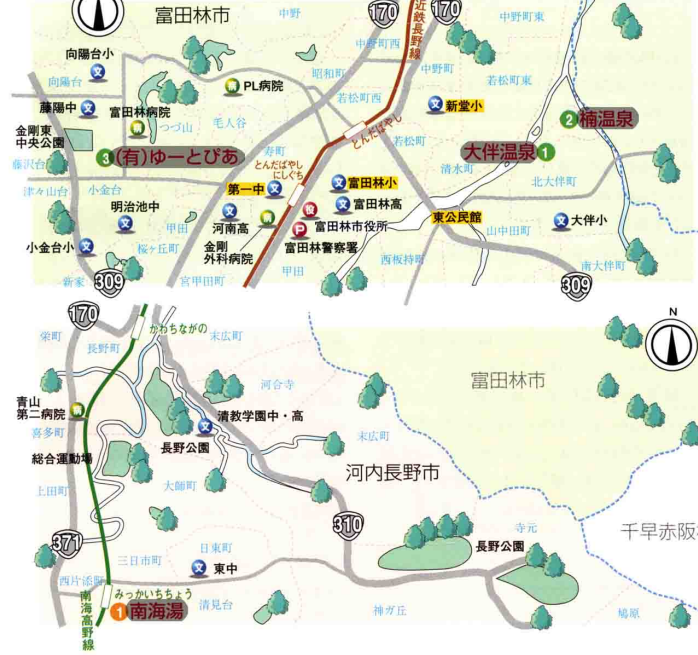 富田林市
中野
170
170
近鉄長野線
中野町東
向陽台小
中野町西
中野町
昭和町
向陽台
PL病院
若松町東
藤陽中
富田林病院
若松町西
新堂小
楠温泉
2
つづ山
毛人谷
とんだばやし
若松町
金剛東
中央公園
3
(有)ゆーとぴあ
寿町
大伴温泉
1
藤沢台
とんだばやし
にしぐち
清水町
津々山台
小金台
第一中
富田林小
北大伴町
明治池中
甲田
河南高
富田林高
東公民館
大伴小
富田林市役所
山中田町
小金台小
桜ヶ丘町
金剛
外科病院
富田林警察署
西板持町
新家
309
宮甲田町
甲田
南大伴町
309
170
かわちながの
末広町
N
栄町
長野町
河合寺
富田林市
青山
第二病院
清教学園中・高
喜多町
長野公園
末広町
総合運動場
河内長野市
上田町
大師町
310
千早赤阪
371
寺元
日東町
長野公園
三日市町
東中
西片添町
みっかいちちょう
1
南海湯
清見台
神ガ丘
鳩原
南海高野線